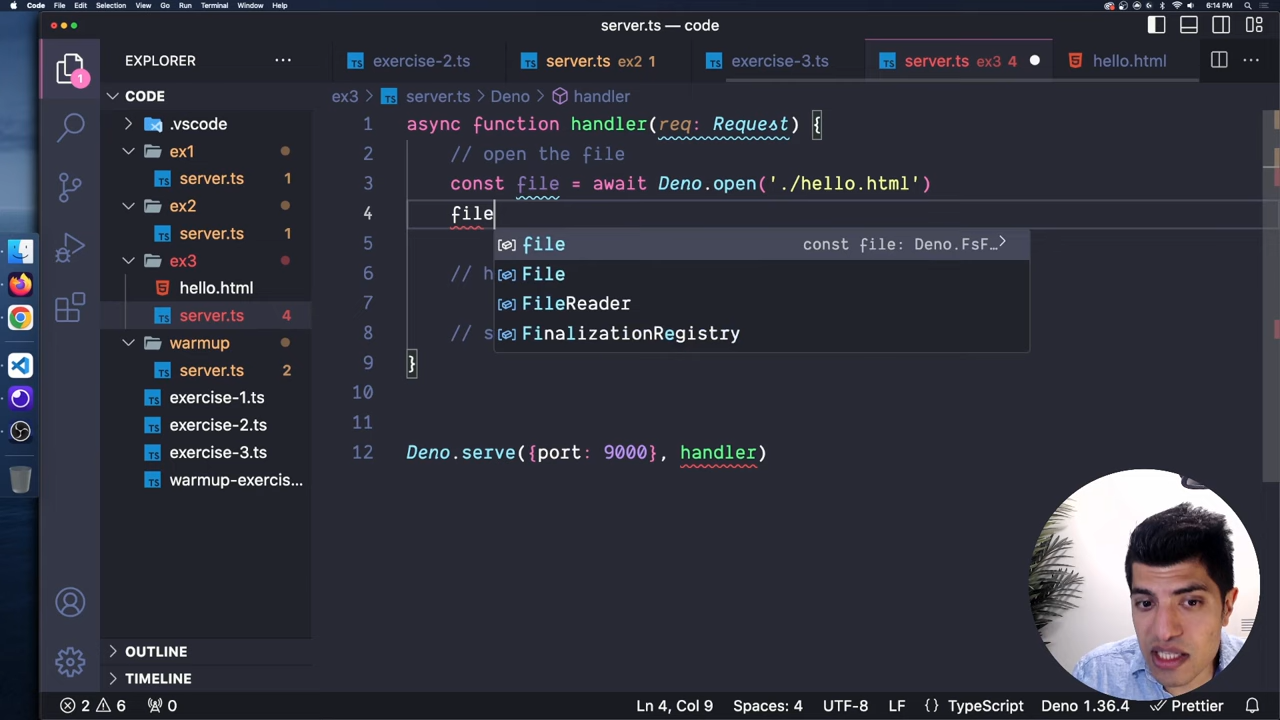 Code File Edit Selection View Go Run Terminal Window Help 6:14 PM
server.ts — code
EXPLORER
exercise-2.ts
server.ts ex2 1
exercise-3.ts
server.ts ex3 4
hello.html
CODE
.vscode
ex1
server.ts 1
ex2
server.ts 1
ex3
hello.html
server.ts 4
warmup
server.ts 2
exercise-1.ts
exercise-2.ts
exercise-3.ts
warmup-exercis...
OUTLINE
TIMELINE
1
ex3 > server.ts > Deno > handler
1 async function handler(req: Request) {
2 // open the file
3 const file = await Deno.open('./hello.html')
4 file
5
6 // h
7
8 // s
9 }
10
11
12 Deno.serve({port: 9000}, handler)
file const file: Deno.FsF…
File
FileReader
FinalizationRegistry
2 6 0 Ln 4, Col 9 Spaces: 4 UTF-8 LF {} TypeScript Deno 1.36.4 Prettier